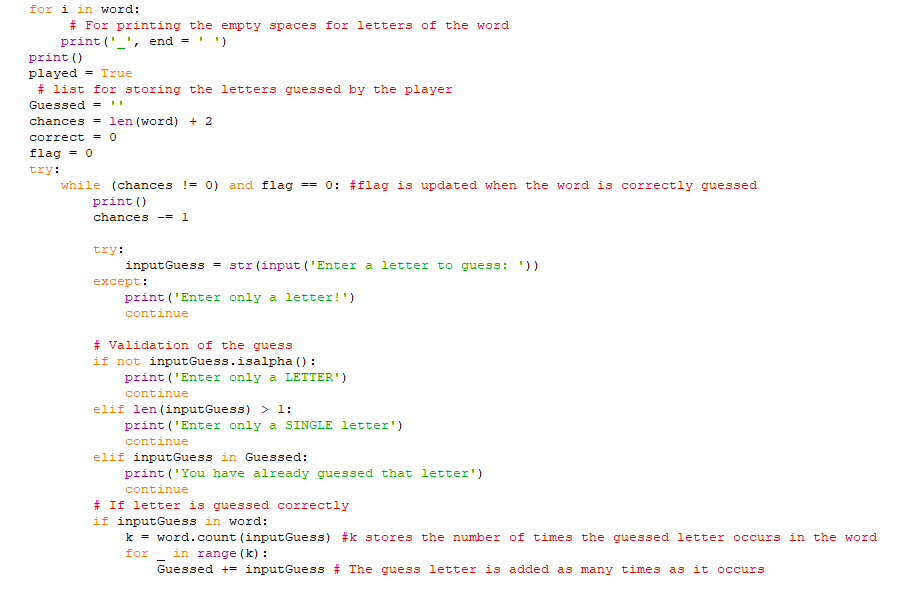 for i in word:
# For printing the empty spaces for letters of the word
print('_', end = ' ')
print()
played = True
# list for storing the letters guessed by the player
Guessed = ''
chances = len(word) + 2
correct = 0
flag = 0
try:
while (chances != 0) and flag == 0: #flag is updated when the word is correctly guessed
print()
chances -= 1
try:
inputGuess = str(input('Enter a letter to guess: '))
except:
print('Enter only a letter!')
continue
# Validation of the guess
if not inputGuess.isalpha():
print('Enter only a LETTER')
continue
elif len(inputGuess) > 1:
print('Enter only a SINGLE letter')
continue
elif inputGuess in Guessed:
print('You have already guessed that letter')
continue
# If letter is guessed correctly
if inputGuess in word:
k = word.count(inputGuess) #k stores the number of times the guessed letter occurs in the word
for _ in range(k):
Guessed += inputGuess # The guess letter is added as many times as it occurs